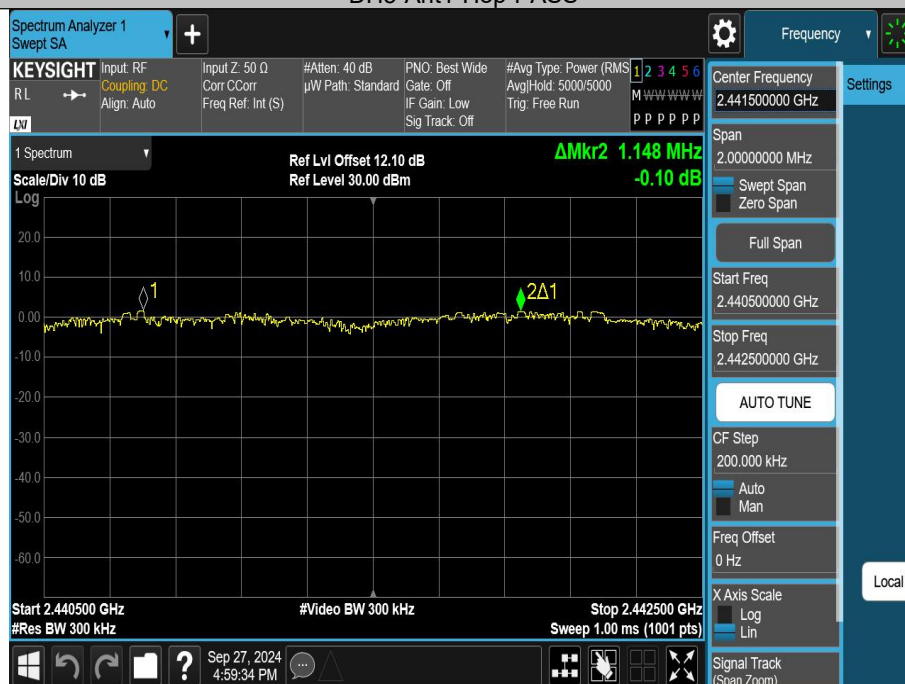 Spectrum Analyzer 1
Swept SA
Frequency
KEYSIGHT
R L
LXI
Input: RF
Coupling: DC
Align: Auto
Input Z: 50 Ω
Corr CCorr
Freq Ref: Int (S)
#Atten: 40 dB
µW Path: Standard
PNO: Best Wide
Gate: Off
IF Gain: Low
Sig Track: Off
#Avg Type: Power (RMS
Avg|Hold: 5000/5000
Trig: Free Run
1 2 3 4 5 6
M W W W W W
P P P P P P
Center Frequency
2.441500000 GHz
Settings
Span
2.00000000 MHz
Swept Span
Zero Span
Full Span
Start Freq
2.440500000 GHz
Stop Freq
2.442500000 GHz
AUTO TUNE
CF Step
200.000 kHz
Auto
Man
Freq Offset
0 Hz
X Axis Scale
Log
Lin
Signal Track
(Span Zoom)
Local
1 Spectrum
Scale/Div 10 dB
Log
Ref Lvl Offset 12.10 dB
Ref Level 30.00 dBm
ΔMkr2 1.148 MHz
-0.10 dB
20.0
10.0
0.00
-10.0
-20.0
-30.0
-40.0
-50.0
-60.0
1
2Δ1
Start 2.440500 GHz
#Res BW 300 kHz
#Video BW 300 kHz
Stop 2.442500 GHz
Sweep 1.00 ms (1001 pts)
?
Sep 27, 2024
4:59:34 PM